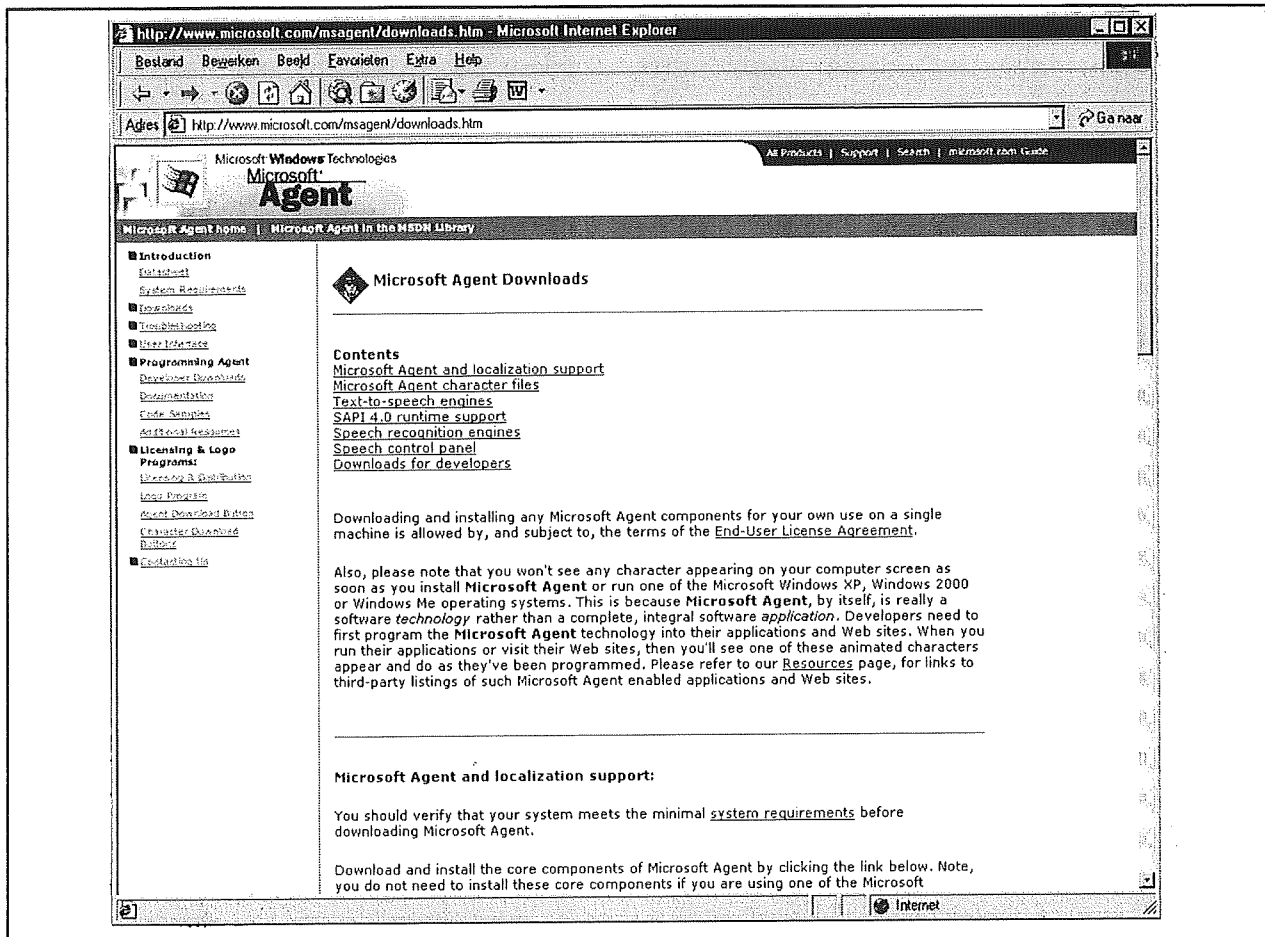 http://www.microsoft.com/msagent/downloads.htm - Microsoft Internet Explorer
Bestand Bewerken Beeld Favorieten Extra Help
Adres http://www.microsoft.com/msagent/downloads.htm Ga naar
Microsoft Windows Technologies
All Products | Support | Search | microsoft.com Guide
Microsoft
Agent
Microsoft Agent home | Microsoft Agent in the MSDN Library
Introduction
Datasheet
System Requirements
Downloads
Troubleshooting
User Interface
Programming Agent
Developer Downloads
Documentation
Code Samples
Additional Resources
Licensing & Logo
Programs:
Licensing & Distribution
Logo Program
Agent Download Button
Character Download
Buttons
Contacting Us
Microsoft Agent Downloads
Contents
Microsoft Agent and localization support
Microsoft Agent character files
Text-to-speech engines
SAPI 4.0 runtime support
Speech recognition engines
Speech control panel
Downloads for developers
Downloading and installing any Microsoft Agent components for your own use on a single
machine is allowed by, and subject to, the terms of the End-User License Agreement.
Also, please note that you won't see any character appearing on your computer screen as
soon as you install Microsoft Agent or run one of the Microsoft Windows XP, Windows 2000
or Windows Me operating systems. This is because Microsoft Agent, by itself, is really a
software technology rather than a complete, integral software application. Developers need to
first program the Microsoft Agent technology into their applications and Web sites. When you
run their applications or visit their Web sites, then you'll see one of these animated characters
appear and do as they've been programmed. Please refer to our Resources page, for links to
third-party listings of such Microsoft Agent enabled applications and Web sites.
Microsoft Agent and localization support:
You should verify that your system meets the minimal system requirements before
downloading Microsoft Agent.
Download and install the core components of Microsoft Agent by clicking the link below. Note,
you do not need to install these core components if you are using one of the Microsoft
Internet